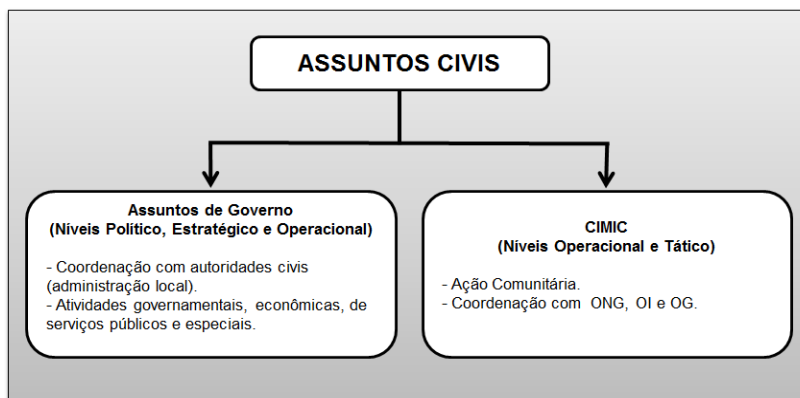 ASSUNTOS CIVIS
Assuntos de Governo
(Níveis Político, Estratégico e Operacional)
- Coordenação com autoridades civis
(administração local).
- Atividades governamentais, econômicas, de
serviços públicos e especiais.
CIMIC
(Níveis Operacional e Tático)
- Ação Comunitária.
- Coordenação com ONG, OI e OG.